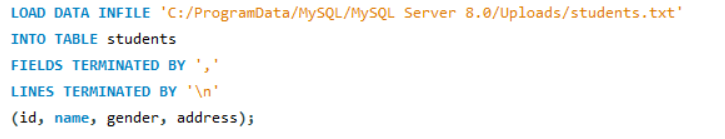 LOAD DATA INFILE 'C:/ProgramData/MySQL/MySQL Server 8.0/Uploads/students.txt'
INTO TABLE students
FIELDS TERMINATED BY ','
LINES TERMINATED BY '\n'
(id, name, gender, address);